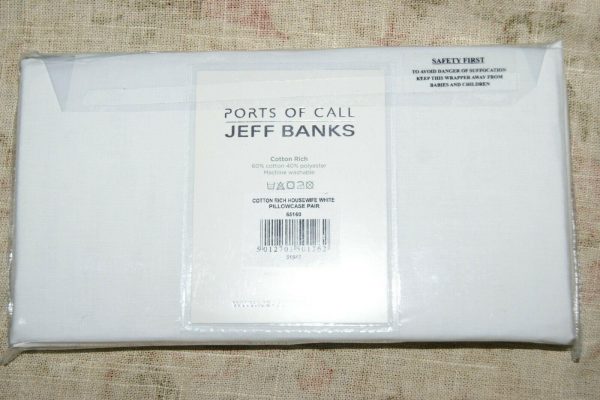 SAFETY FIRST
TO AVOID DANGER OF SUFFOCATION
KEEP THIS WRAPPER AWAY FROM
BABIES AND CHILDREN
PORTS OF CALL
JEFF BANKS
Cotton Rich
60% cotton 40% polyester
Machine washable
COTTON RICH HOUSEWIFE WHITE
PILLOWCASE PAIR
65160